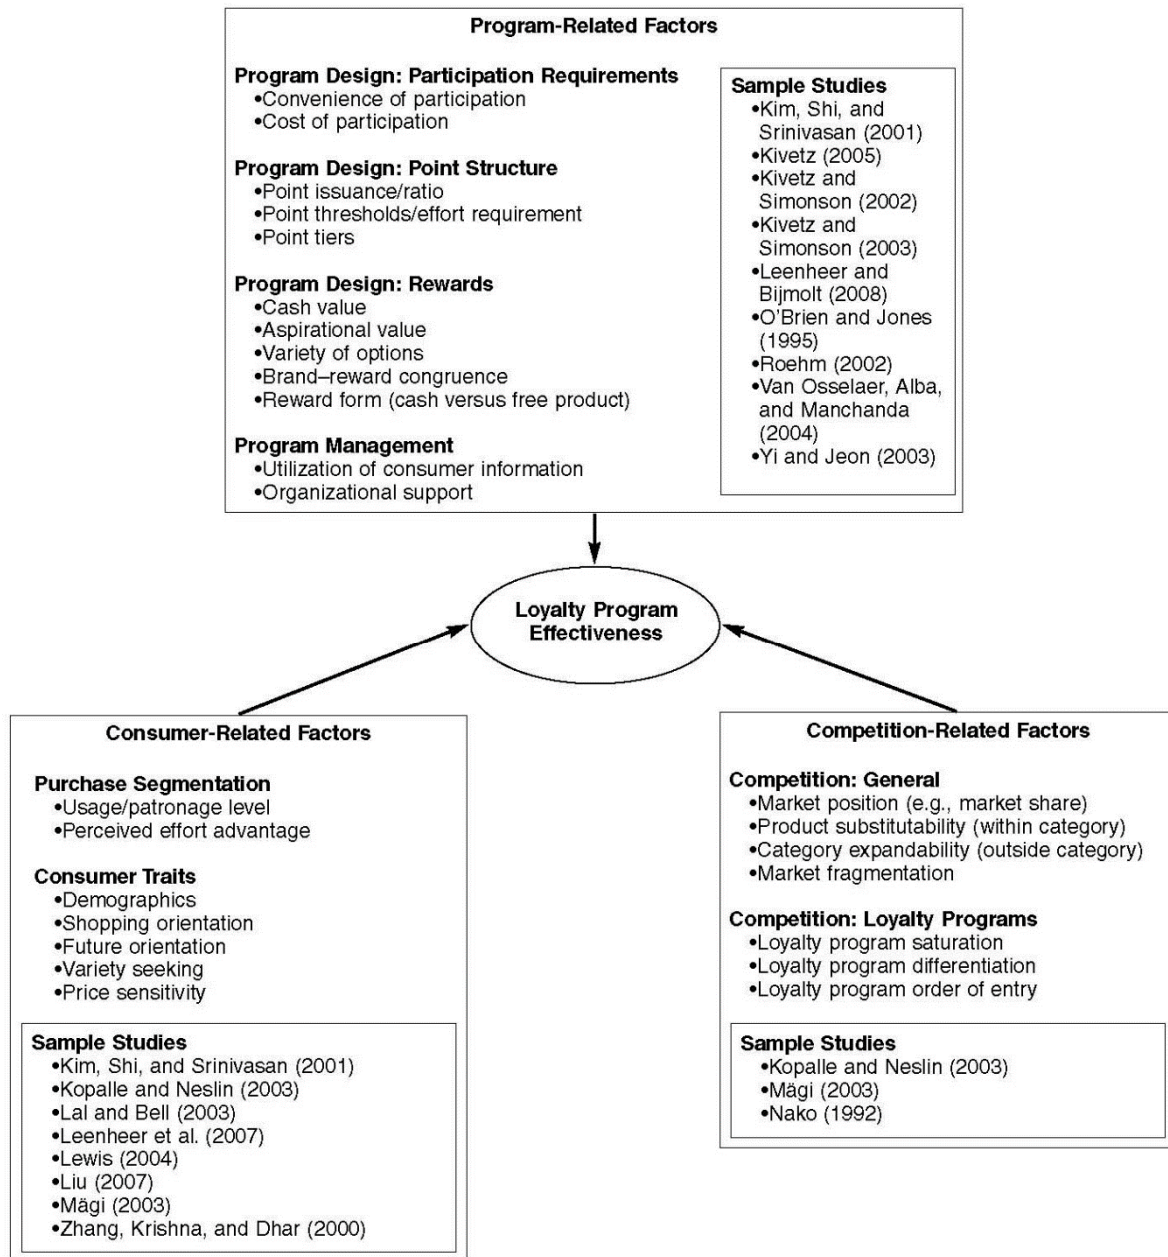 Program-Related Factors
Program Design: Participation Requirements
•Convenience of participation
•Cost of participation
Program Design: Point Structure
•Point issuance/ratio
•Point thresholds/effort requirement
•Point tiers
Program Design: Rewards
•Cash value
•Aspirational value
•Variety of options
•Brand–reward congruence
•Reward form (cash versus free product)
Program Management
•Utilization of consumer information
•Organizational support
Sample Studies
•Kim, Shi, and
Srinivasan (2001)
•Kivetz (2005)
•Kivetz and
Simonson (2002)
•Kivetz and
Simonson (2003)
•Leenheer and
Bijmolt (2008)
•O’Brien and Jones
(1995)
•Roehm (2002)
•Van Osselaer, Alba,
and Manchanda
(2004)
•Yi and Jeon (2003)
Loyalty Program
Effectiveness
Consumer-Related Factors
Purchase Segmentation
•Usage/patronage level
•Perceived effort advantage
Consumer Traits
•Demographics
•Shopping orientation
•Future orientation
•Variety seeking
•Price sensitivity
Sample Studies
•Kim, Shi, and Srinivasan (2001)
•Kopalle and Neslin (2003)
•Lal and Bell (2003)
•Leenheer et al. (2007)
•Lewis (2004)
•Liu (2007)
•Mägi (2003)
•Zhang, Krishna, and Dhar (2000)
Competition-Related Factors
Competition: General
•Market position (e.g., market share)
•Product substitutability (within category)
•Category expandability (outside category)
•Market fragmentation
Competition: Loyalty Programs
•Loyalty program saturation
•Loyalty program differentiation
•Loyalty program order of entry
Sample Studies
•Kopalle and Neslin (2003)
•Mägi (2003)
•Nako (1992)